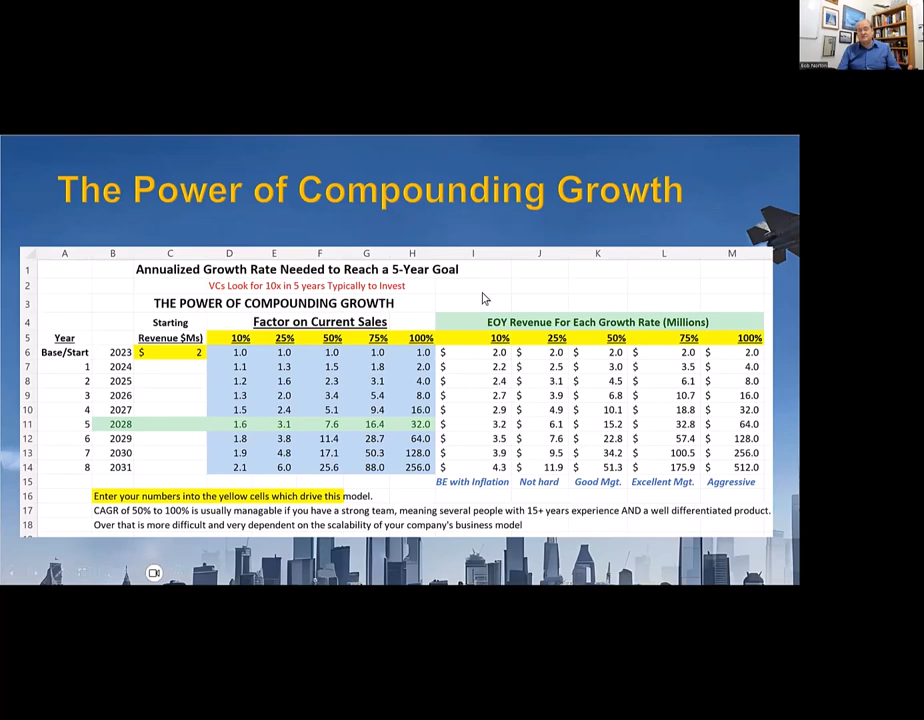 Bob Norton
The Power of Compounding Growth
A B C D E F G H I J K L M
1 Annualized Growth Rate Needed to Reach a 5-Year Goal
2 VCs Look for 10x in 5 years Typically to Invest
3 THE POWER OF COMPOUNDING GROWTH
4 Starting Factor on Current Sales EOY Revenue For Each Growth Rate (Millions)
5 Year Revenue $Ms) 10% 25% 50% 75% 100% 10% 25% 50% 75% 100%
6 Base/Start 2023 $ 2 1.0 1.0 1.0 1.0 1.0 $ 2.0 $ 2.0 $ 2.0 $ 2.0 $ 2.0
7 1 2024 1.1 1.3 1.5 1.8 2.0 $ 2.2 $ 2.5 $ 3.0 $ 3.5 $ 4.0
8 2 2025 1.2 1.6 2.3 3.1 4.0 $ 2.4 $ 3.1 $ 4.5 $ 6.1 $ 8.0
9 3 2026 1.3 2.0 3.4 5.4 8.0 $ 2.7 $ 3.9 $ 6.8 $ 10.7 $ 16.0
10 4 2027 1.5 2.4 5.1 9.4 16.0 $ 2.9 $ 4.9 $ 10.1 $ 18.8 $ 32.0
11 5 2028 1.6 3.1 7.6 16.4 32.0 $ 3.2 $ 6.1 $ 15.2 $ 32.8 $ 64.0
12 6 2029 1.8 3.8 11.4 28.7 64.0 $ 3.5 $ 7.6 $ 22.8 $ 57.4 $ 128.0
13 7 2030 1.9 4.8 17.1 50.3 128.0 $ 3.9 $ 9.5 $ 34.2 $ 100.5 $ 256.0
14 8 2031 2.1 6.0 25.6 88.0 256.0 $ 4.3 $ 11.9 $ 51.3 $ 175.9 $ 512.0
15 BE with Inflation Not hard Good Mgt. Excellent Mgt. Aggressive
16 Enter your numbers into the yellow cells which drive this model.
17 CAGR of 50% to 100% is usually managable if you have a strong team, meaning several people with 15+ years experience AND a well differentiated product.
18 Over that is more difficult and very dependent on the scalability of your company's business model